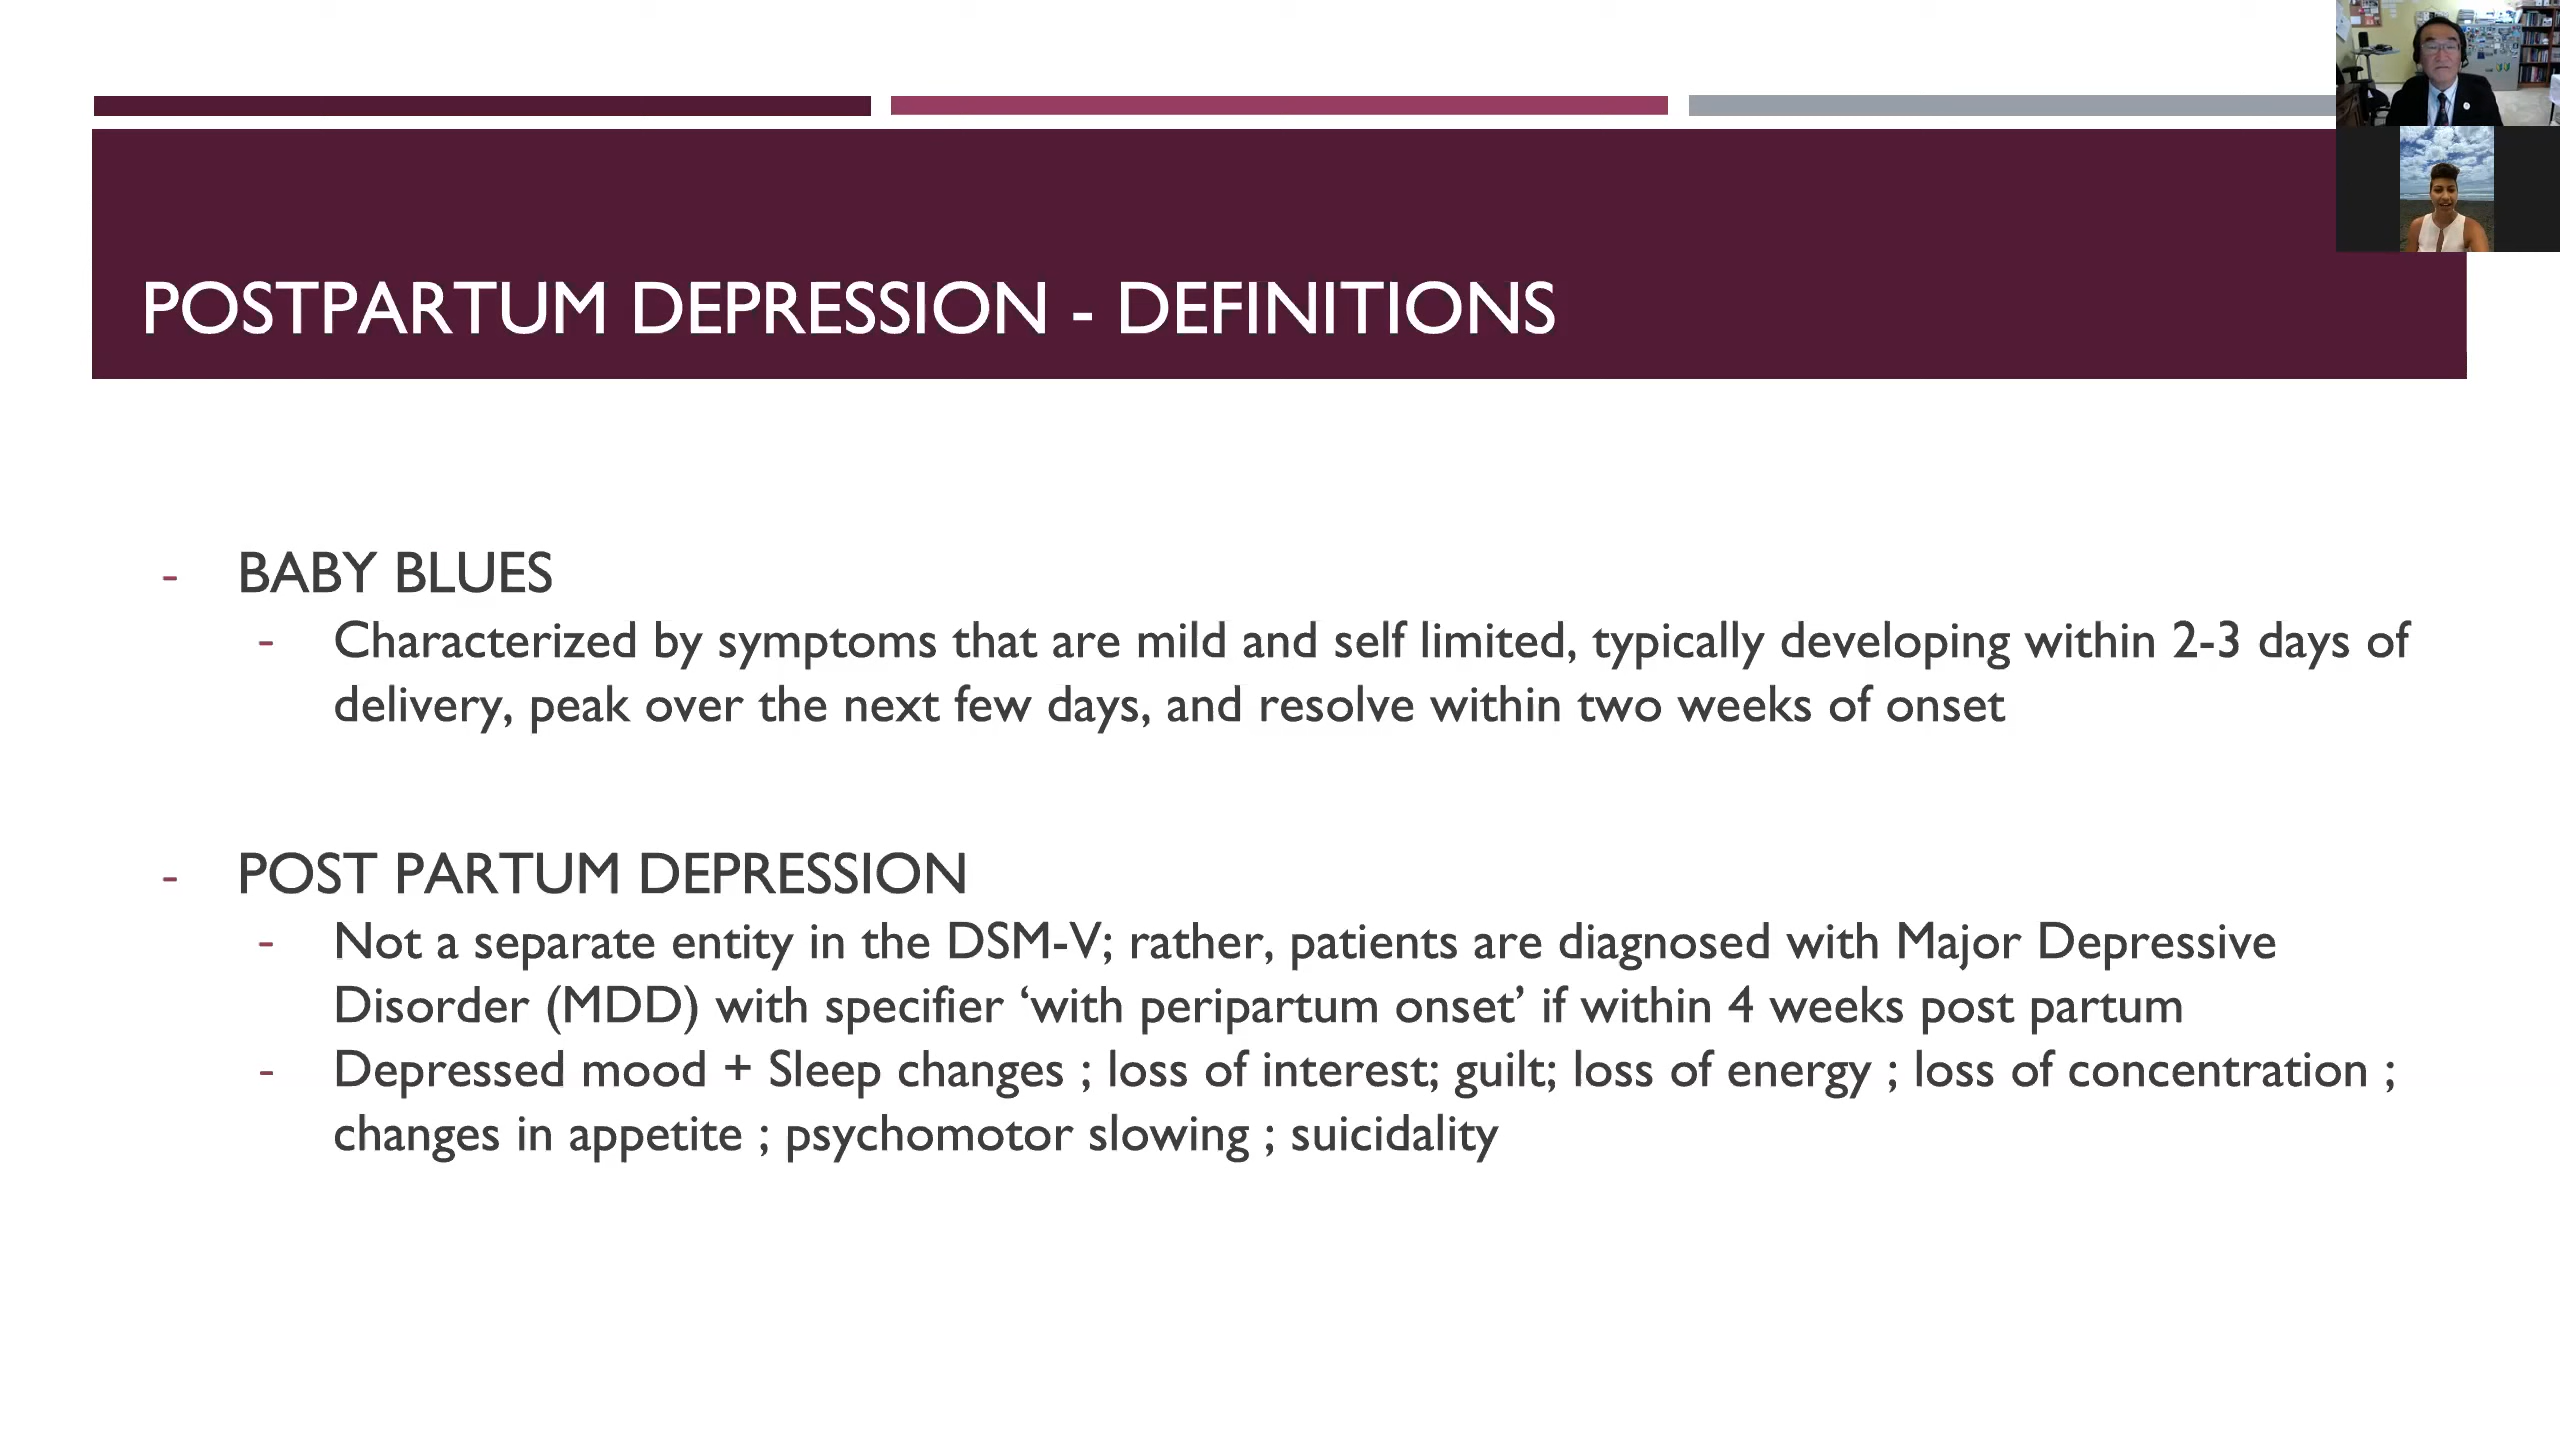 POSTPARTUM DEPRESSION - DEFINITIONS
- BABY BLUES
- Characterized by symptoms that are mild and self limited, typically developing within 2-3 days of
delivery, peak over the next few days, and resolve within two weeks of onset
- POST PARTUM DEPRESSION
- Not a separate entity in the DSM-V; rather, patients are diagnosed with Major Depressive
Disorder (MDD) with specifier ‘with peripartum onset’ if within 4 weeks post partum
- Depressed mood + Sleep changes ; loss of interest; guilt; loss of energy ; loss of concentration ;
changes in appetite ; psychomotor slowing ; suicidality